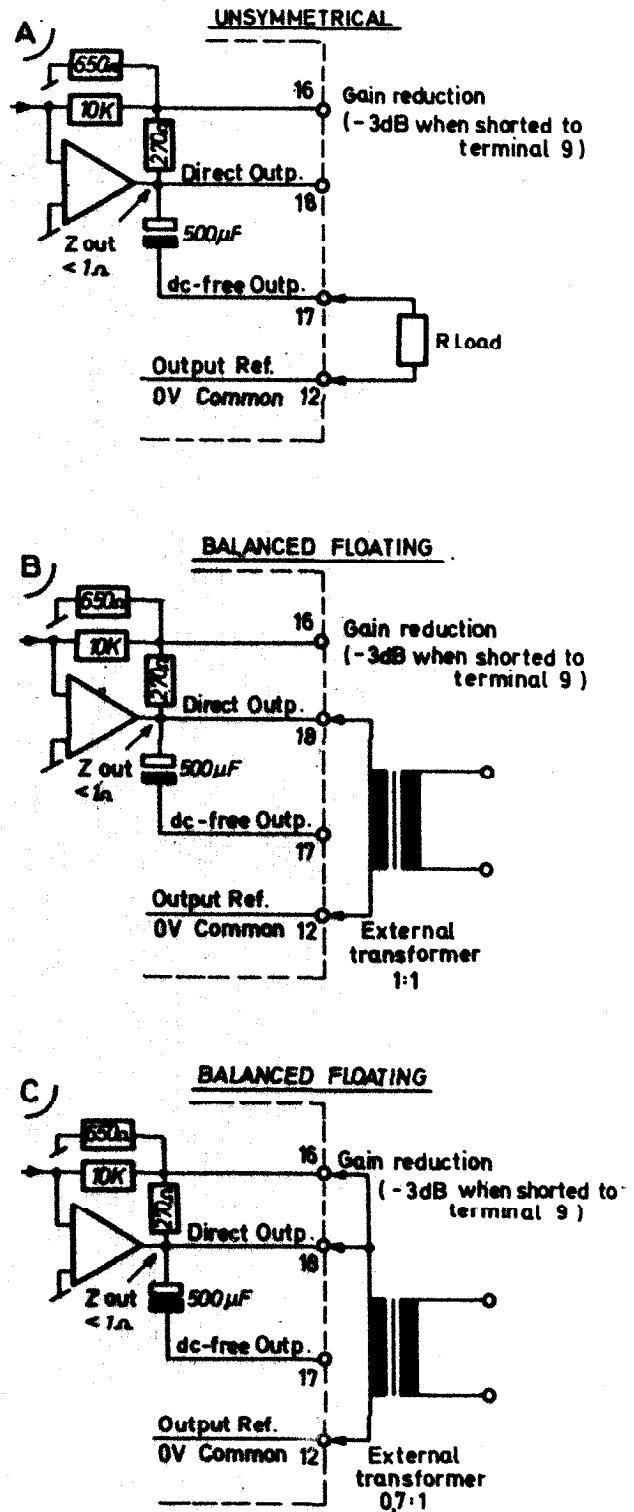 A)
UNSYMMETRICAL
650Ω
10K
270Ω
16
Gain reduction
(-3dB when shorted to
terminal 9)
Direct Outp.
18
Z out
<1Ω
500µF
dc-free Outp.
17
R Load
Output Ref.
0V Common 12
B)
BALANCED FLOATING
650Ω
10K
270Ω
16
Gain reduction
(-3dB when shorted to
terminal 9)
Direct Outp.
18
Z out
<1Ω
500µF
dc-free Outp.
17
Output Ref.
0V Common 12
External
transformer
1:1
C)
BALANCED FLOATING
650Ω
10K
270Ω
16
Gain reduction
(-3dB when shorted to
terminal 9)
Direct Outp.
18
Z out
<1Ω
500µF
dc-free Outp.
17
Output Ref.
0V Common 12
External
transformer
0,7:1